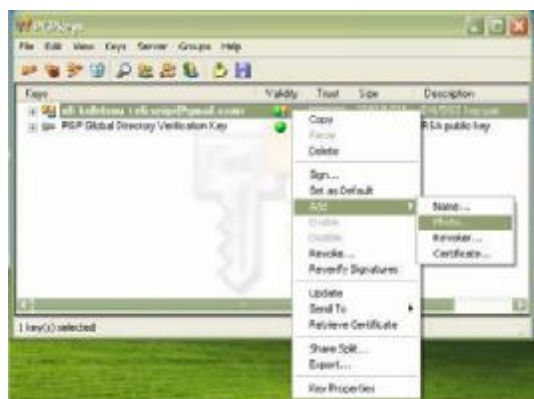 PGPkeys
File Edit View Keys Server Groups Help
Keys Validity Trust Size Description
PGP Global Directory Verification Key RSA public key
Copy
Paste
Delete
Sign...
Set as Default
Add
Enable
Disable
Revoke...
Reverify Signatures
Update
Send To
Retrieve Certificate
Share Split...
Export...
Key Properties
Name...
Photo...
Revoker...
Certificate...
1 key(s) selected